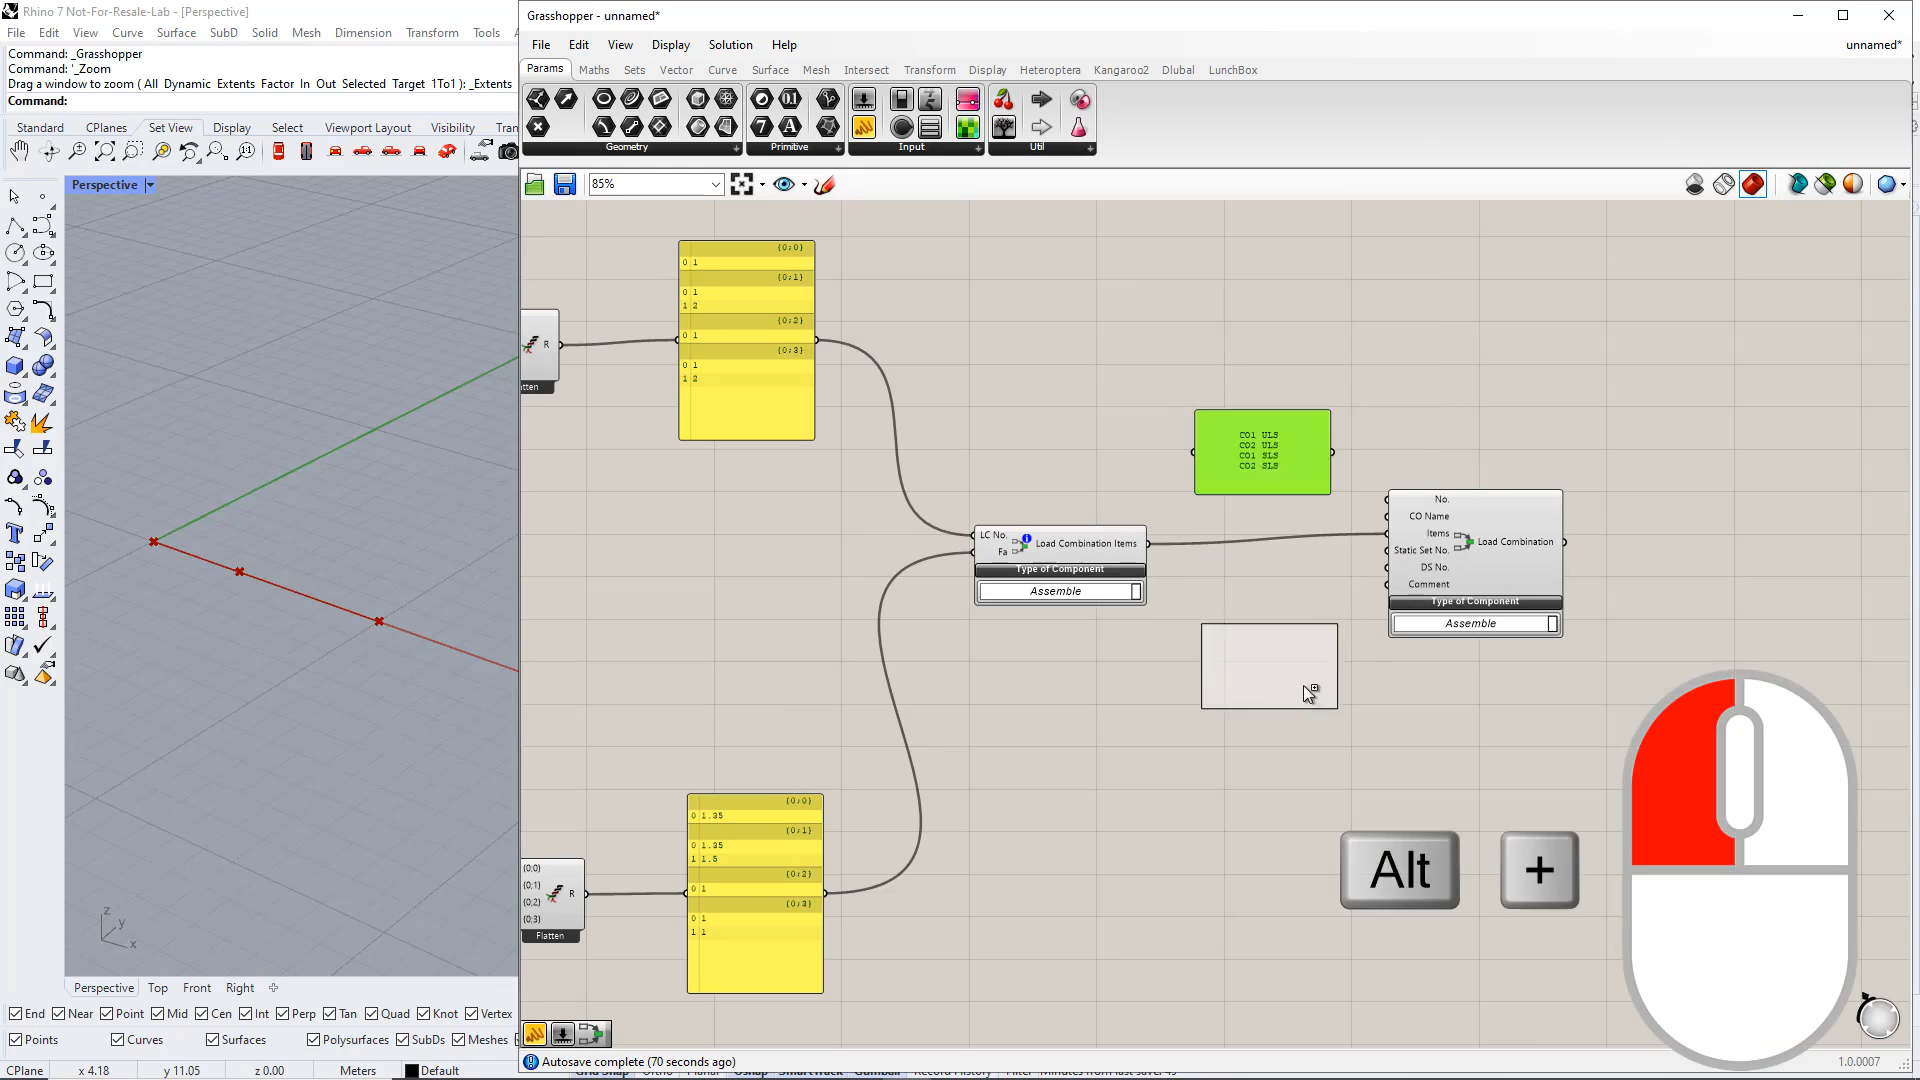 Rhino 7 Not-For-Resale-Lab - [Perspective]
File Edit View Curve Surface SubD Solid Mesh Dimension Transform Tools
Command: _Grasshopper
Command: '_Zoom
Drag a window to zoom ( All Dynamic Extents Factor In Out Selected Target 1To1 ): _Extents
Command:
Standard CPlanes Set View Display Select Viewport Layout Visibility Tran
Perspective
z
y
x
Perspective Top Front Right
End Near Point Mid Cen Int Perp Tan Quad Knot Vertex
Points Curves Surfaces Polysurfaces SubDs Meshes
CPlane x 4.18 y 11.05 z 0.00 Meters Default
Grasshopper - unnamed*
File Edit View Display Solution Help
unnamed*
Params Maths Sets Vector Curve Surface Mesh Intersect Transform Display Heteroptera Kangaroo2 Dlubal LunchBox
Geometry Primitive Input Util
85%
{0;0}
0 1
{0;1}
0 1
1 2
{0;2}
0 1
{0;3}
0 1
1 2
R
tten
CO1 ULS
CO2 ULS
CO1 SLS
CO2 SLS
LC No.
Fa
Load Combination Items
Type of Component
Assemble
No.
CO Name
Items
Static Set No.
DS No.
Comment
Load Combination
Type of Component
Assemble
{0;0}
0 1.35
{0;1}
0 1.35
1 1.5
{0;2}
0 1
{0;3}
0 1
1 1
{0;0}
{0;1}
{0;2}
{0;3}
R
Flatten
Alt +
Autosave complete (70 seconds ago)
1.0.0007